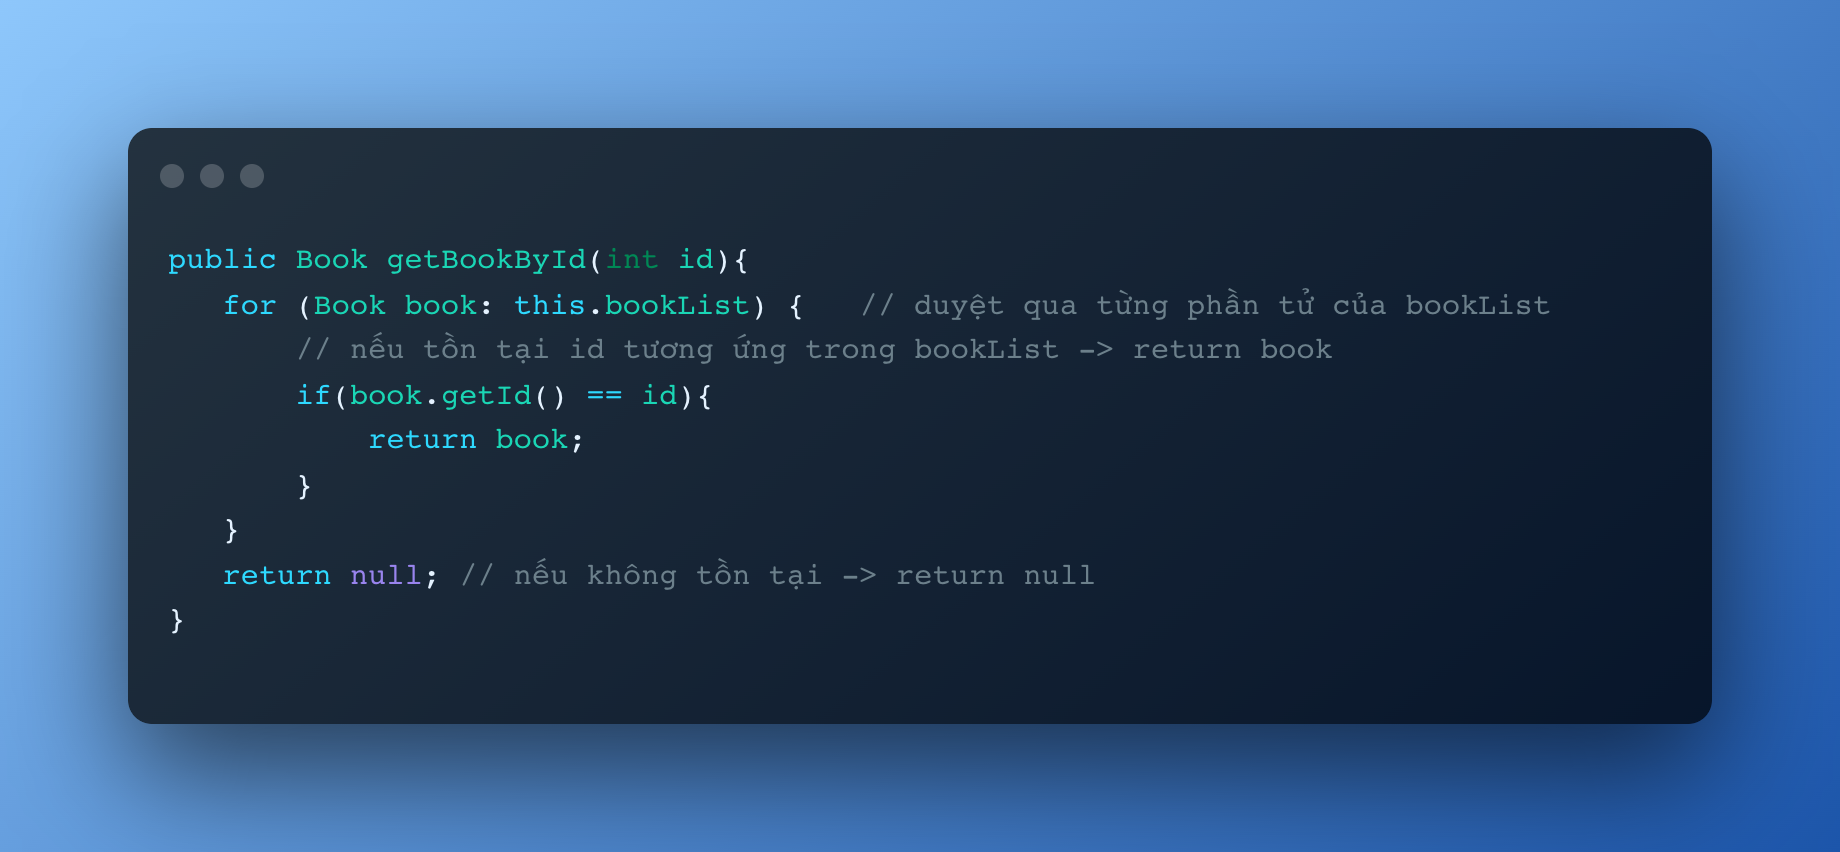 public Book getBookById(int id){
for (Book book: this.bookList) {   // duyệt qua từng phần tử của bookList
// nếu tồn tại id tương ứng trong bookList -> return book
if(book.getId() == id){
return book;
}
}
return null; // nếu không tồn tại -> return null
}